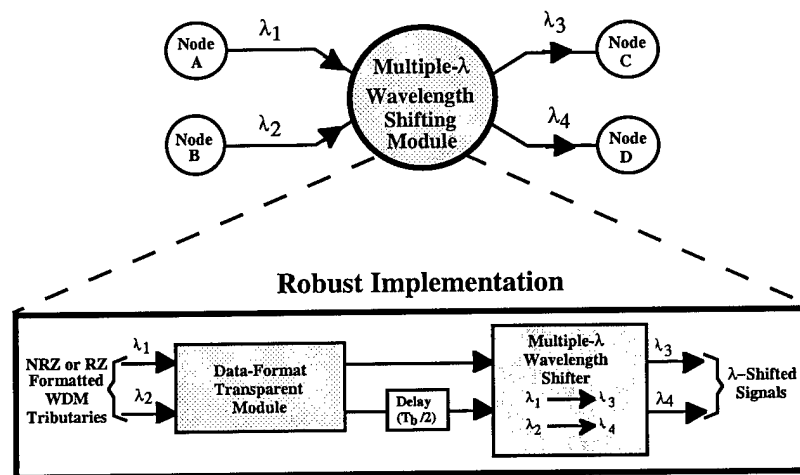 Node
A
λ1
Node
B
λ2
Multiple-λ
Wavelength
Shifting
Module
λ3
Node
C
λ4
Node
D
Robust Implementation
NRZ or RZ
Formatted
WDM
Tributaries
λ1
λ2
Data-Format
Transparent
Module
Delay
(Tb/2)
Multiple-λ
Wavelength
Shifter
λ1 λ3
λ2 λ4
λ3
λ4
λ–Shifted
Signals